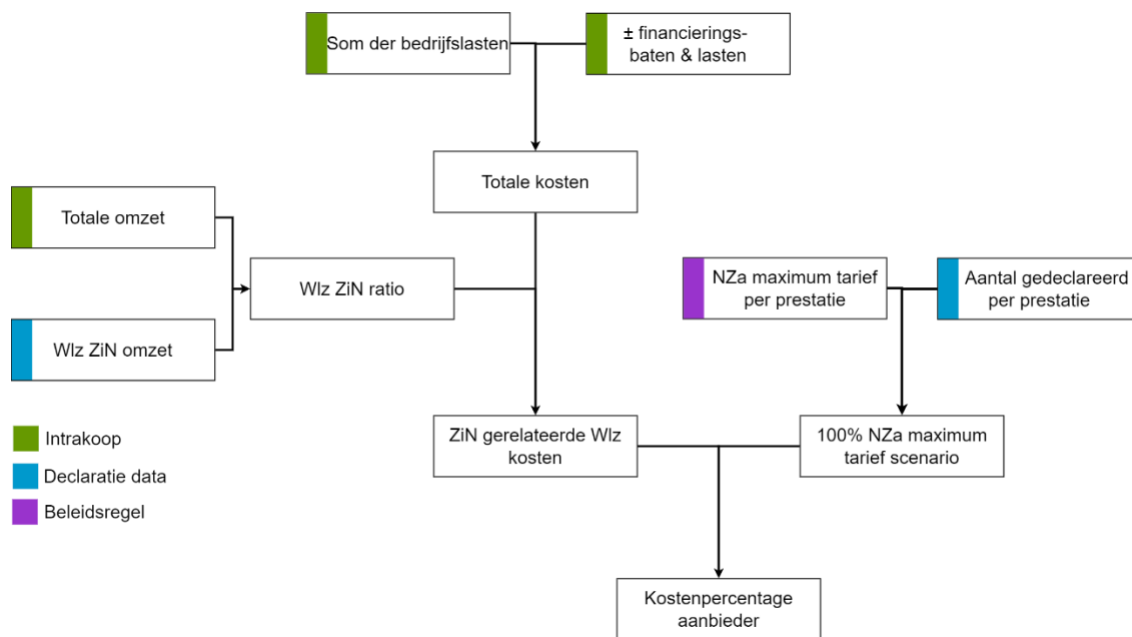 Som der bedrijfslasten
± financierings-
baten & lasten
Totale kosten
Totale omzet
Wlz ZiN ratio
NZa maximum tarief
per prestatie
Aantal gedeclareerd
per prestatie
Wlz ZiN omzet
ZiN gerelateerde Wlz
kosten
100% NZa maximum
tarief scenario
Intrakoop
Declaratie data
Beleidsregel
Kostenpercentage
aanbieder